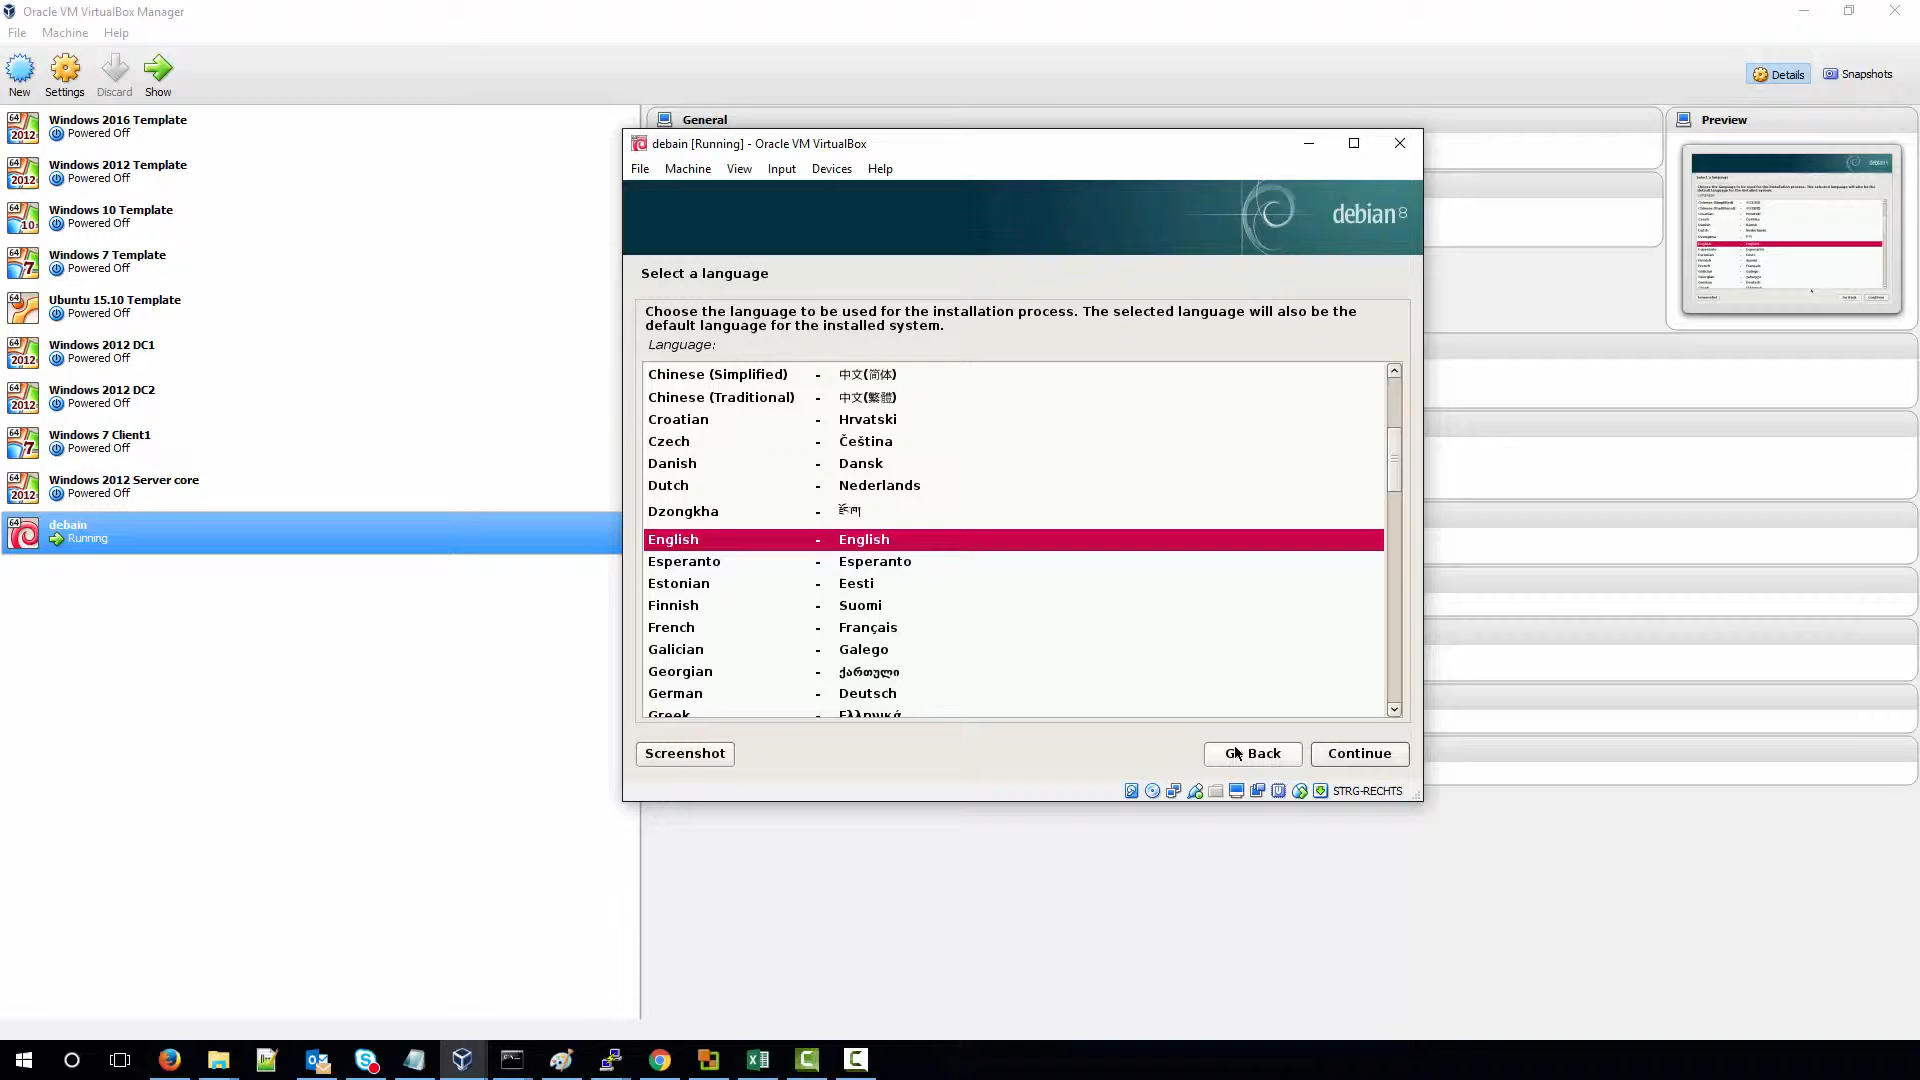 Oracle VM VirtualBox Manager
File Machine Help
New Settings Discard Show
Details Snapshots
Windows 2016 Template
Powered Off
Windows 2012 Template
Powered Off
Windows 10 Template
Powered Off
Windows 7 Template
Powered Off
Ubuntu 15.10 Template
Powered Off
Windows 2012 DC1
Powered Off
Windows 2012 DC2
Powered Off
Windows 7 Client1
Powered Off
Windows 2012 Server core
Powered Off
debain
Running
General
Preview
debain [Running] - Oracle VM VirtualBox
File Machine View Input Devices Help
debian 8
Select a language
Choose the language to be used for the installation process. The selected language will also be the
default language for the installed system.
Language:
Chinese (Simplified) - 中文(简体)
Chinese (Traditional) - 中文(繁體)
Croatian - Hrvatski
Czech - Čeština
Danish - Dansk
Dutch - Nederlands
Dzongkha - རྫོང་ཁ།
English - English
Esperanto - Esperanto
Estonian - Eesti
Finnish - Suomi
French - Français
Galician - Galego
Georgian - ქართული
German - Deutsch
Greek - Ελληνικά
Screenshot
Go Back
Continue
STRG-RECHTS